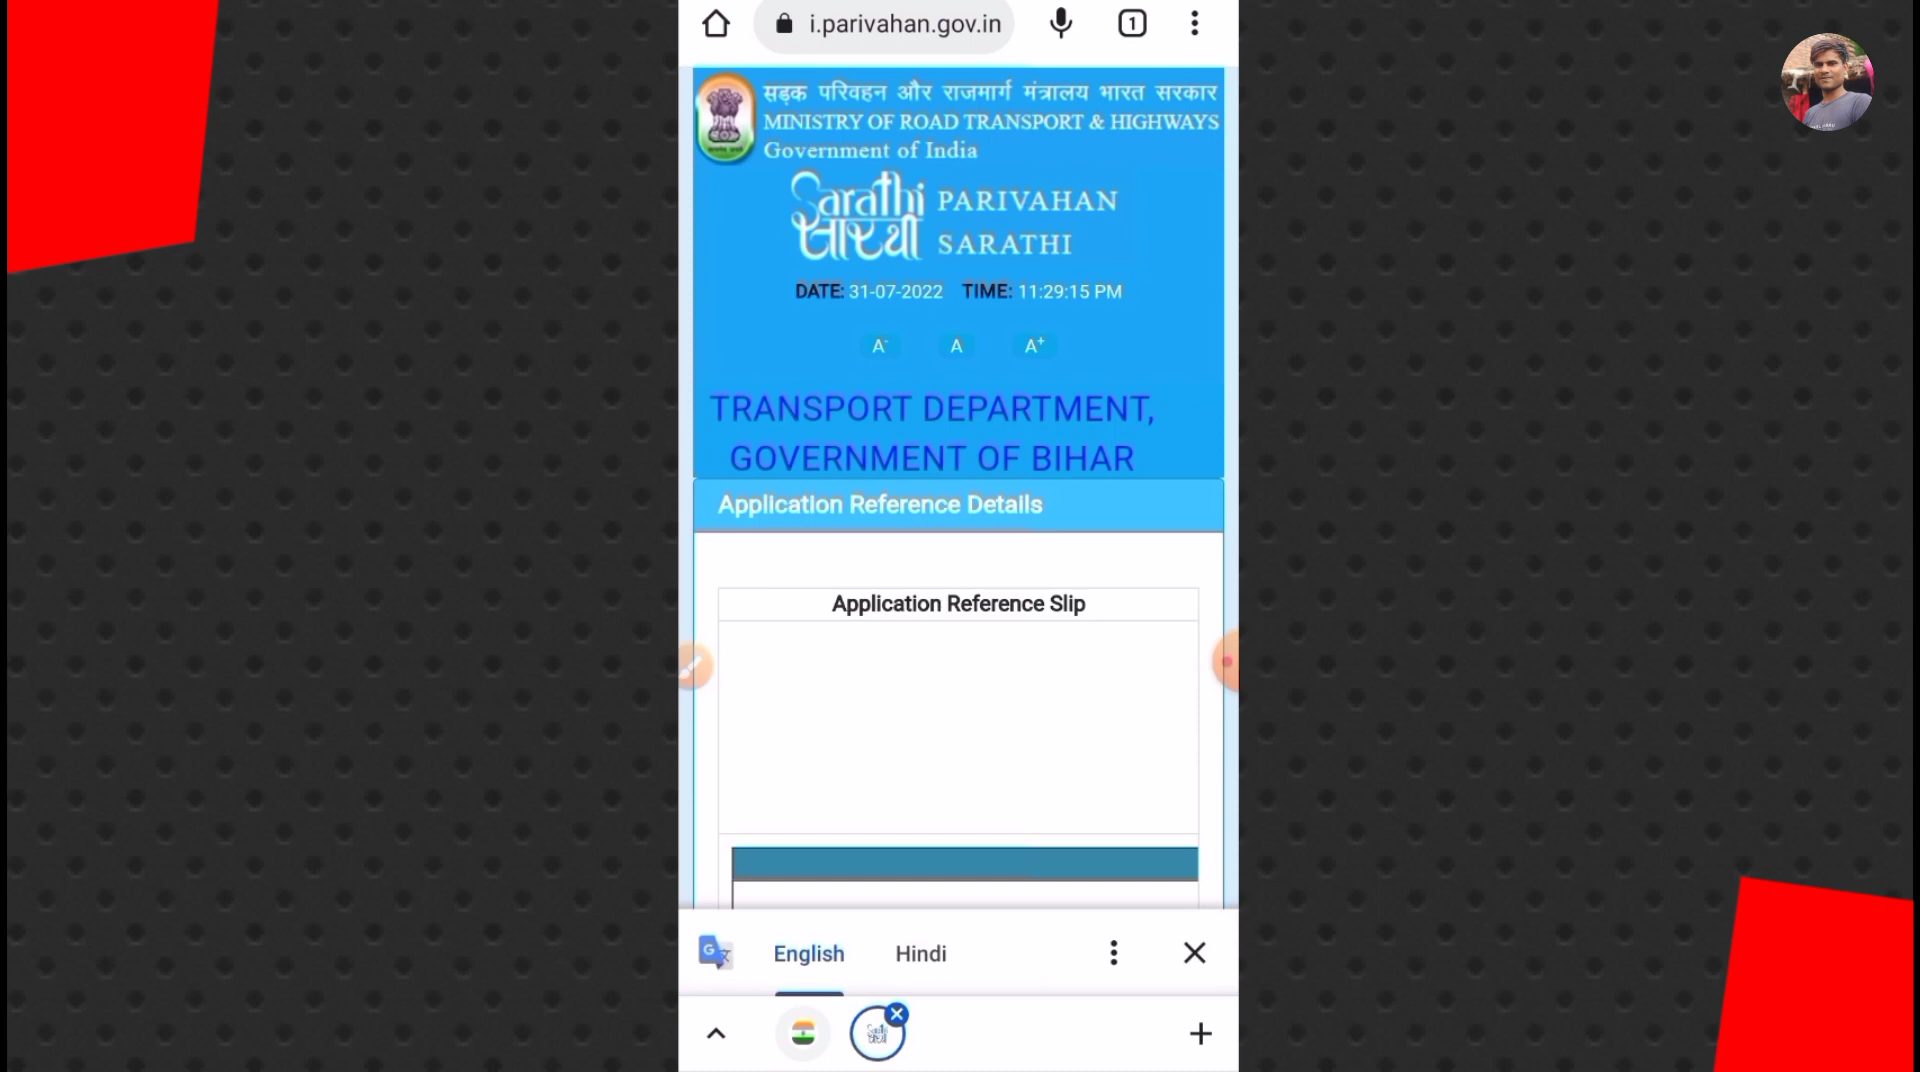 i.parivahan.gov.in
1
सड़क परिवहन और राजमार्ग मंत्रालय भारत सरकार
MINISTRY OF ROAD TRANSPORT & HIGHWAYS
Government of India
Sarathi
सारथी
PARIVAHAN
SARATHI
DATE: 31-07-2022 TIME: 11:29:15 PM
A- A A+
TRANSPORT DEPARTMENT,
GOVERNMENT OF BIHAR
Application Reference Details
Application Reference Slip
English Hindi